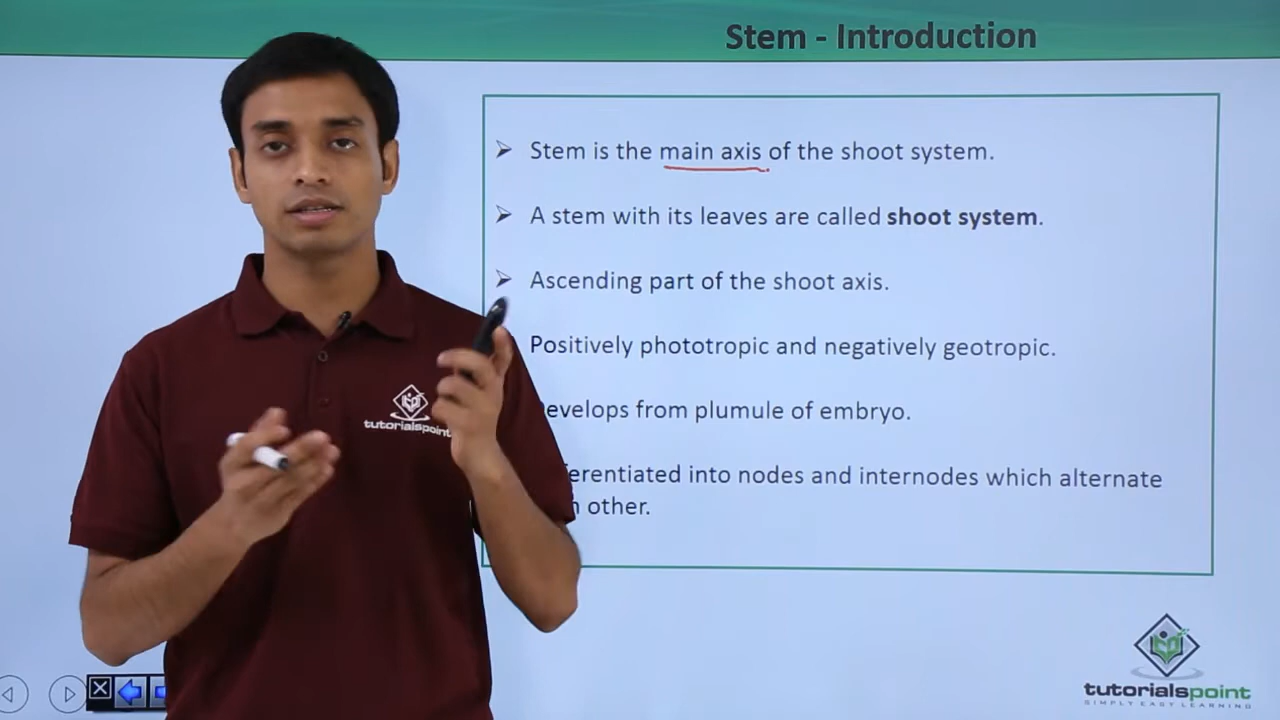 Stem - Introduction
Stem is the main axis of the shoot system.
A stem with its leaves are called shoot system.
Ascending part of the shoot axis.
Positively phototropic and negatively geotropic.
evelops from plumule of embryo.
erentiated into nodes and internodes which alternate
other.
tutorialspoint
tutorialspoint
SIMPLY EASY LEARNING